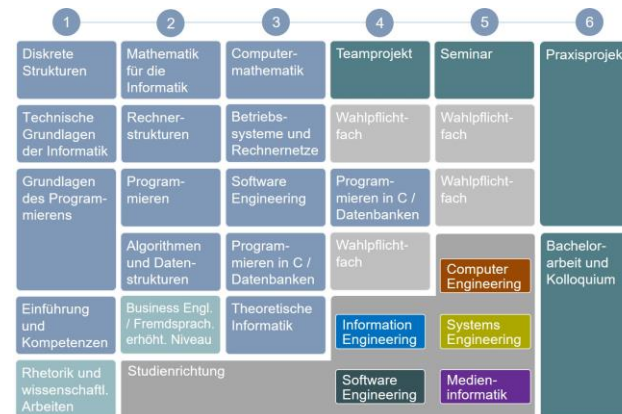 1
2
3
4
5
6
Diskrete
Strukturen
Mathematik
für die
Informatik
Computer-
mathematik
Teamprojekt
Seminar
Praxisprojek
Technische
Grundlagen
der Informatik
Rechner-
strukturen
Betriebs-
systeme und
Rechnernetze
Wahlpflicht-
fach
Wahlpflicht-
fach
Grundlagen
des Program-
mierens
Program-
mieren
Software
Engineering
Program-
mieren in C /
Datenbanken
Wahlpflicht-
fach
Algorithmen
und Daten-
strukturen
Program-
mieren in C /
Datenbanken
Wahlpflicht-
fach
Computer
Engineering
Bachelor-
arbeit und
Kolloquium
Einführung
und
Kompetenzen
Business Engl.
/ Fremdsprach.
erhöht. Niveau
Theoretische
Informatik
Information
Engineering
Systems
Engineering
Rhetorik und
wissenschaftl.
Arbeiten
Studienrichtung
Software
Engineering
Medien-
informatik